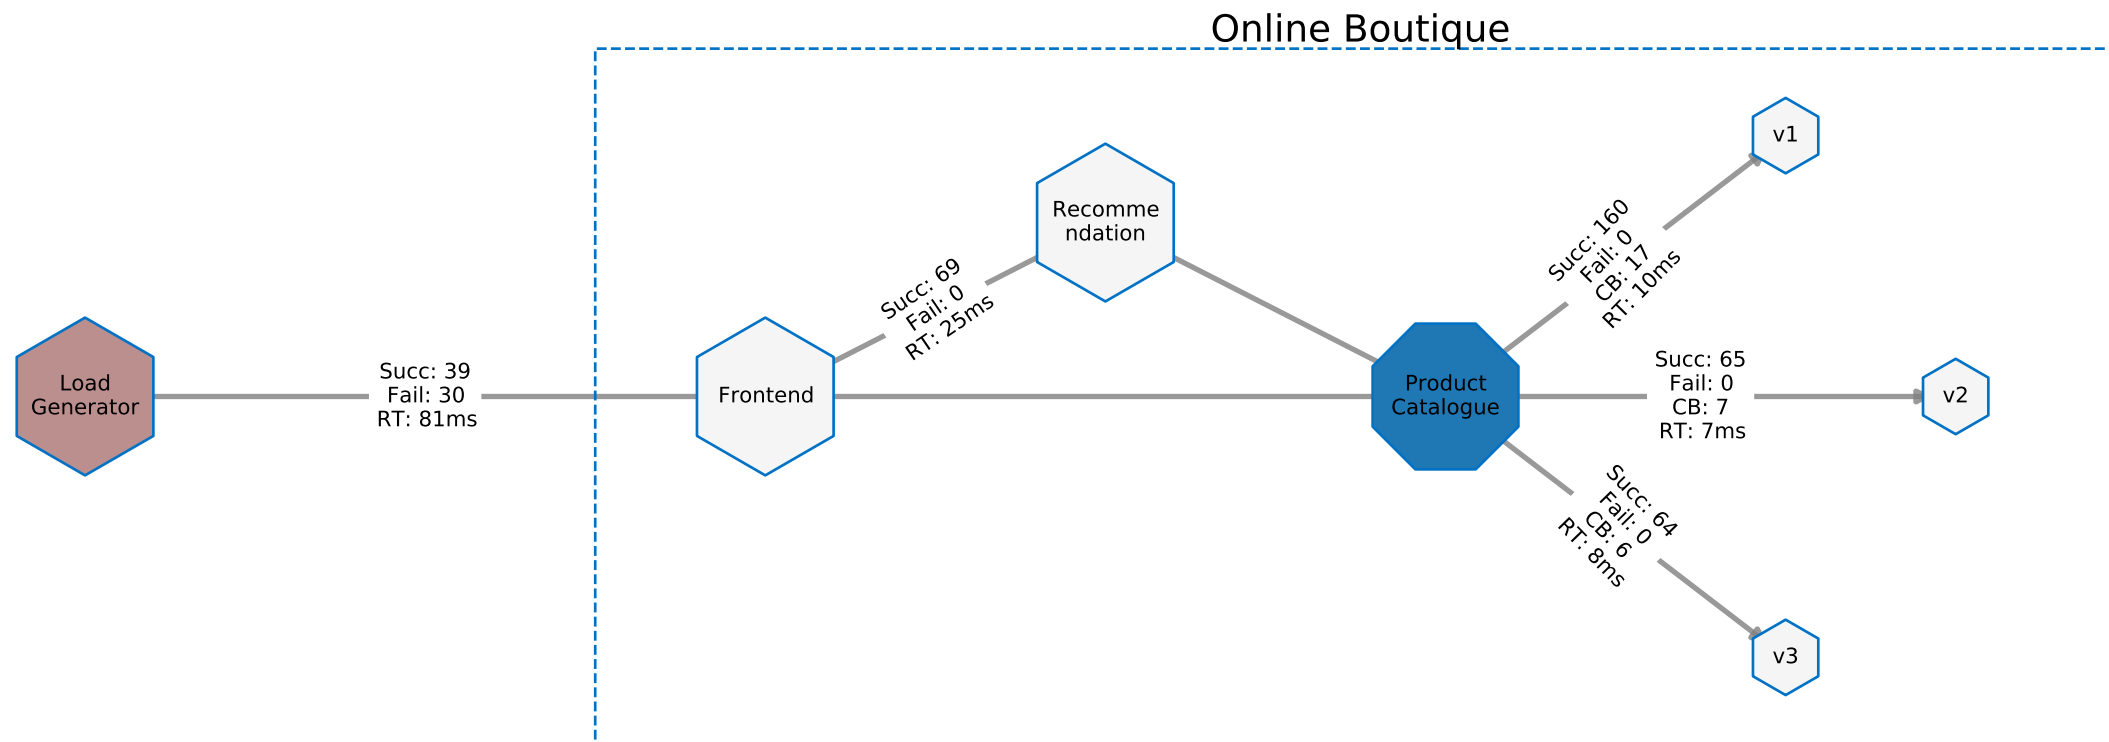 Online Boutique
Load
Generator
Succ: 39
Fail: 30
RT: 81ms
Frontend
Succ: 69
Fail: 0
RT: 25ms
Recomme
ndation
Product
Catalogue
Succ: 160
Fail: 0
CB: 17
RT: 10ms
v1
Succ: 65
Fail: 0
CB: 7
RT: 7ms
v2
Succ: 64
Fail: 0
CB: 6
RT: 8ms
v3